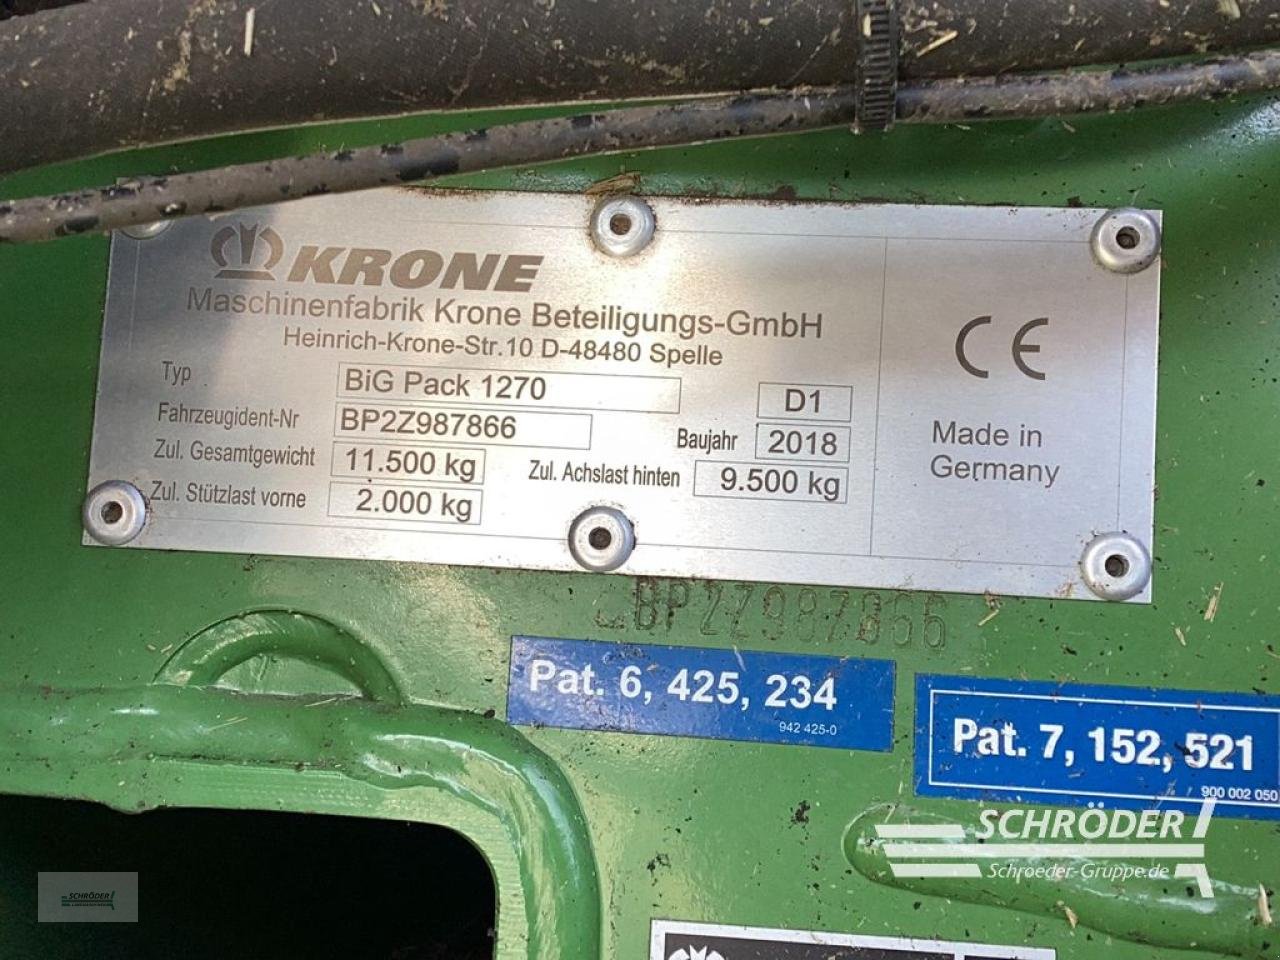 KRONE
Maschinenfabrik Krone Beteiligungs-GmbH
Heinrich-Krone-Str.10 D-48480 Spelle
Typ BiG Pack 1270 D1
Fahrzeugident-Nr BP2Z987866 Baujahr 2018
Zul. Gesamtgewicht 11.500 kg Zul. Achslast hinten 9.500 kg
Zul. Stützlast vorne 2.000 kg
CE
Made in
Germany
BP2Z987866
Pat. 6, 425, 234
942 425-0
Pat. 7, 152, 521
900 002 050
SCHRÖDER
Schroeder-Gruppe.de
SCHRÖDER